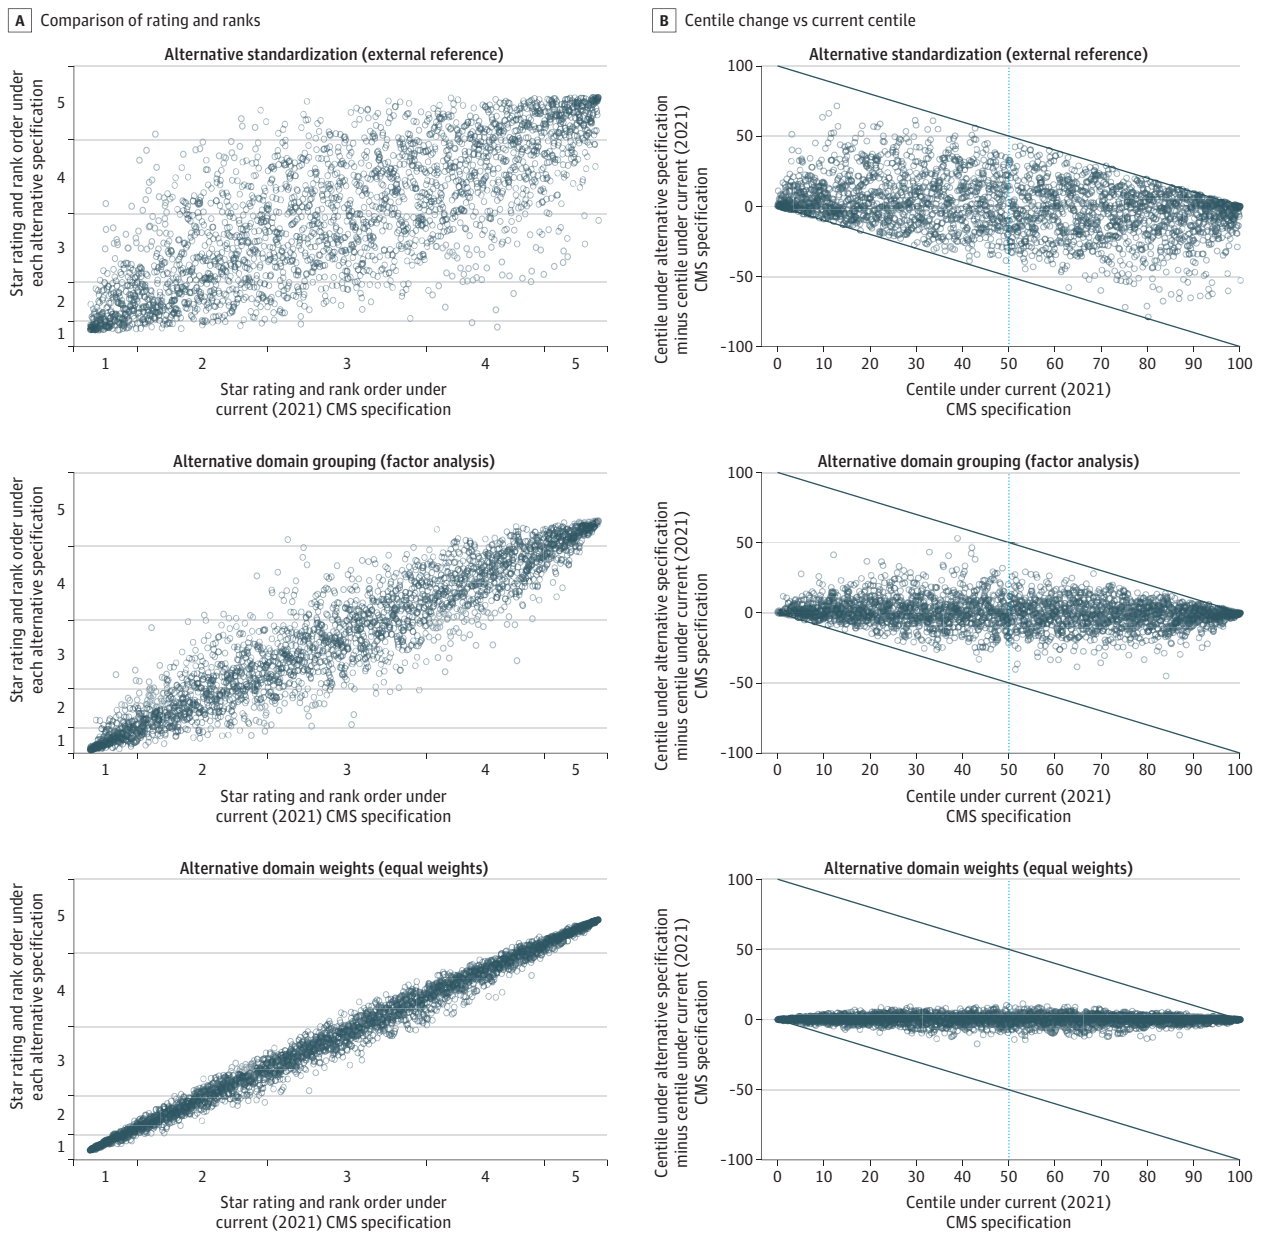 A Comparison of rating and ranks
Alternative standardization (external reference)
Star rating and rank order under
each alternative specification
5
4
3
2
1
1 2 3 4 5
Star rating and rank order under
current (2021) CMS specification
Alternative domain grouping (factor analysis)
Star rating and rank order under
each alternative specification
5
4
3
2
1
1 2 3 4 5
Star rating and rank order under
current (2021) CMS specification
Alternative domain weights (equal weights)
Star rating and rank order under
each alternative specification
5
4
3
2
1
1 2 3 4 5
Star rating and rank order under
current (2021) CMS specification
B Centile change vs current centile
Alternative standardization (external reference)
Centile under alternative specification
minus centile under current (2021)
CMS specification
100
50
0
-50
-100
0 10 20 30 40 50 60 70 80 90 100
Centile under current (2021)
CMS specification
Alternative domain grouping (factor analysis)
Centile under alternative specification
minus centile under current (2021)
CMS specification
100
50
0
-50
-100
0 10 20 30 40 50 60 70 80 90 100
Centile under current (2021)
CMS specification
Alternative domain weights (equal weights)
Centile under alternative specification
minus centile under current (2021)
CMS specification
100
50
0
-50
-100
0 10 20 30 40 50 60 70 80 90 100
Centile under current (2021)
CMS specification